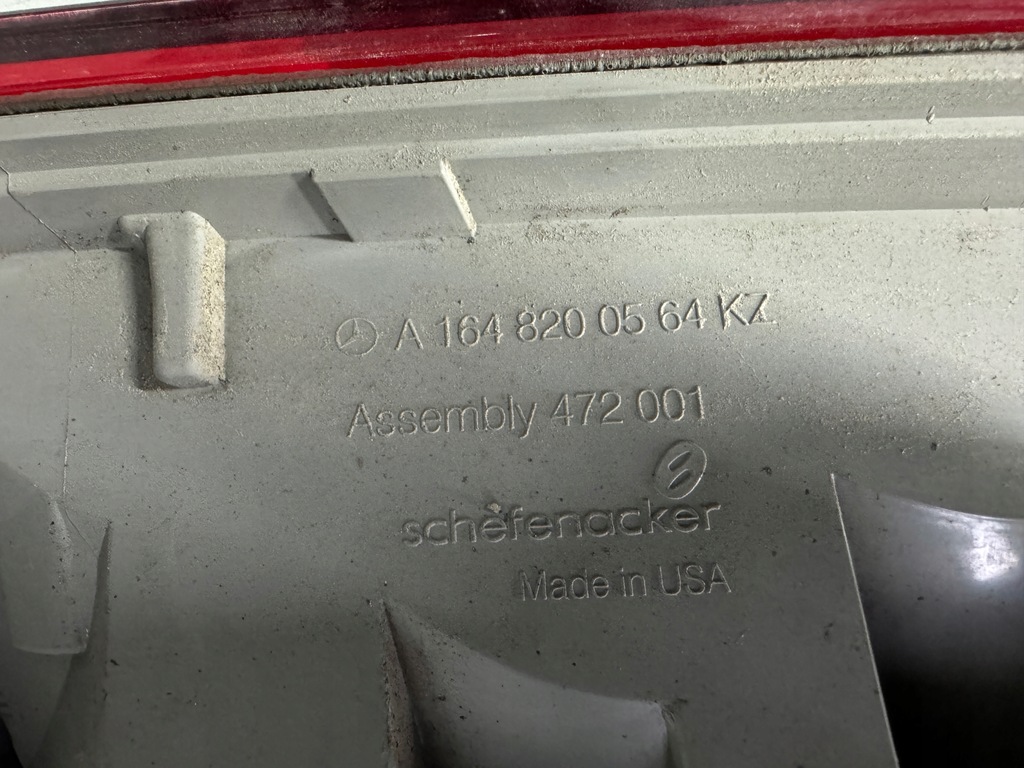 A 164 820 05 64 KZ
Assembly 472 001
schefenacker
Made in USA